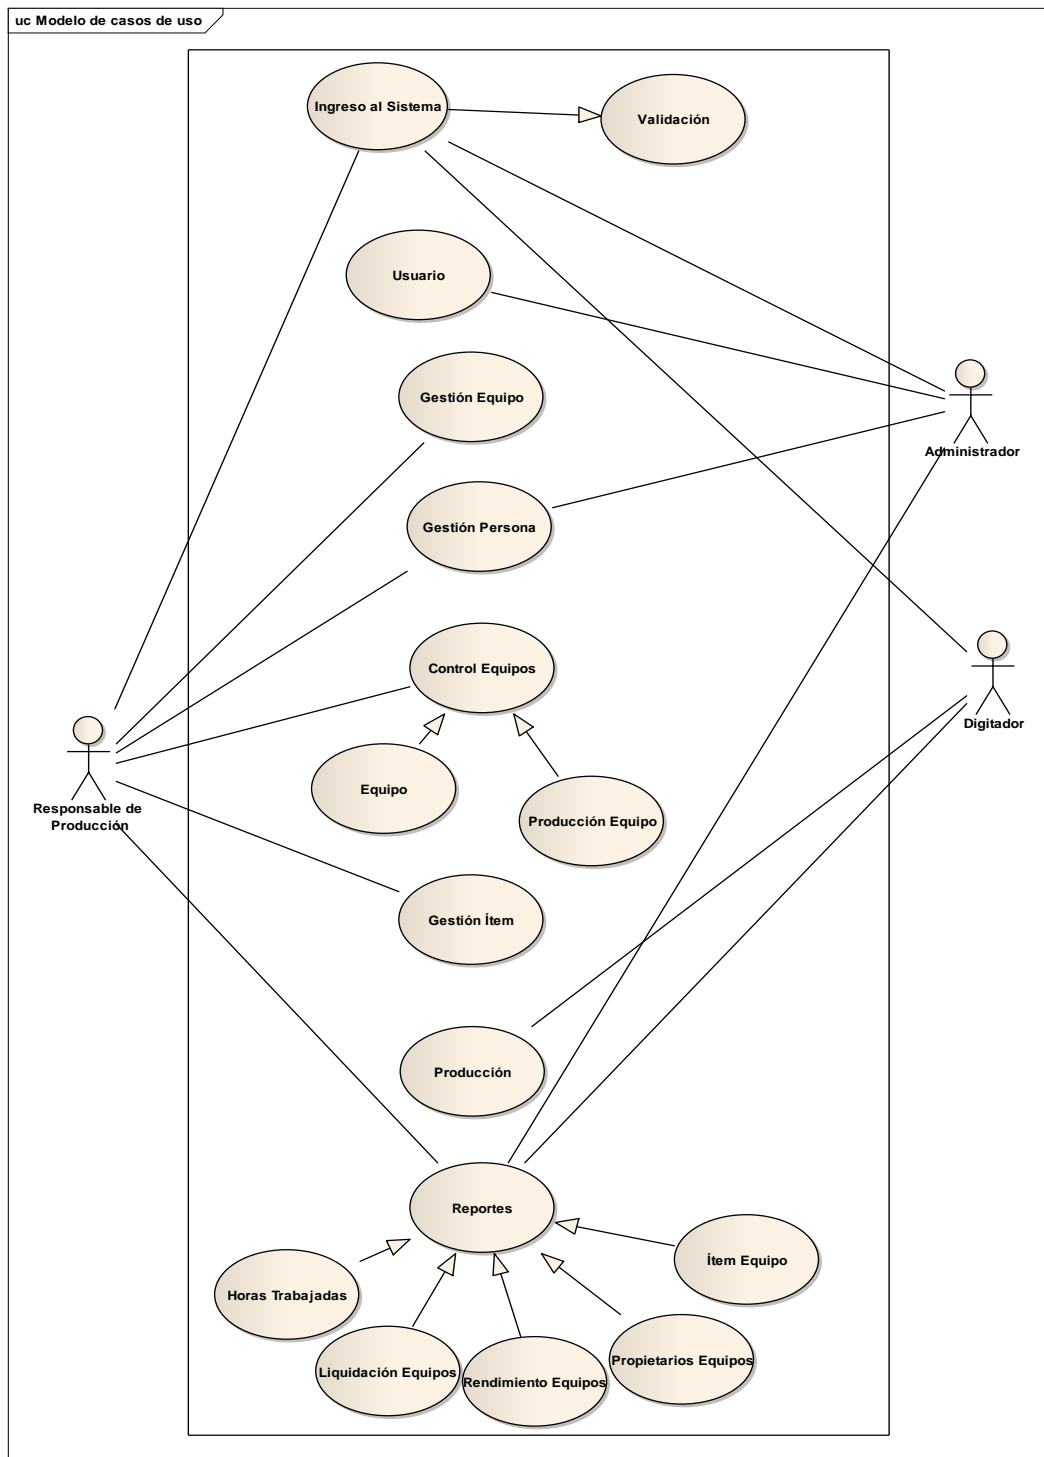 uc Modelo de casos de uso
Ingreso al Sistema
Validación
Usuario
Gestión Equipo
Administrador
Gestión Persona
Control Equipos
Digitador
Equipo
Responsable de
Producción
Producción Equipo
Gestión Ítem
Producción
Reportes
Ítem Equipo
Horas Trabajadas
Propietarios Equipos
Liquidación Equipos
Rendimiento Equipos